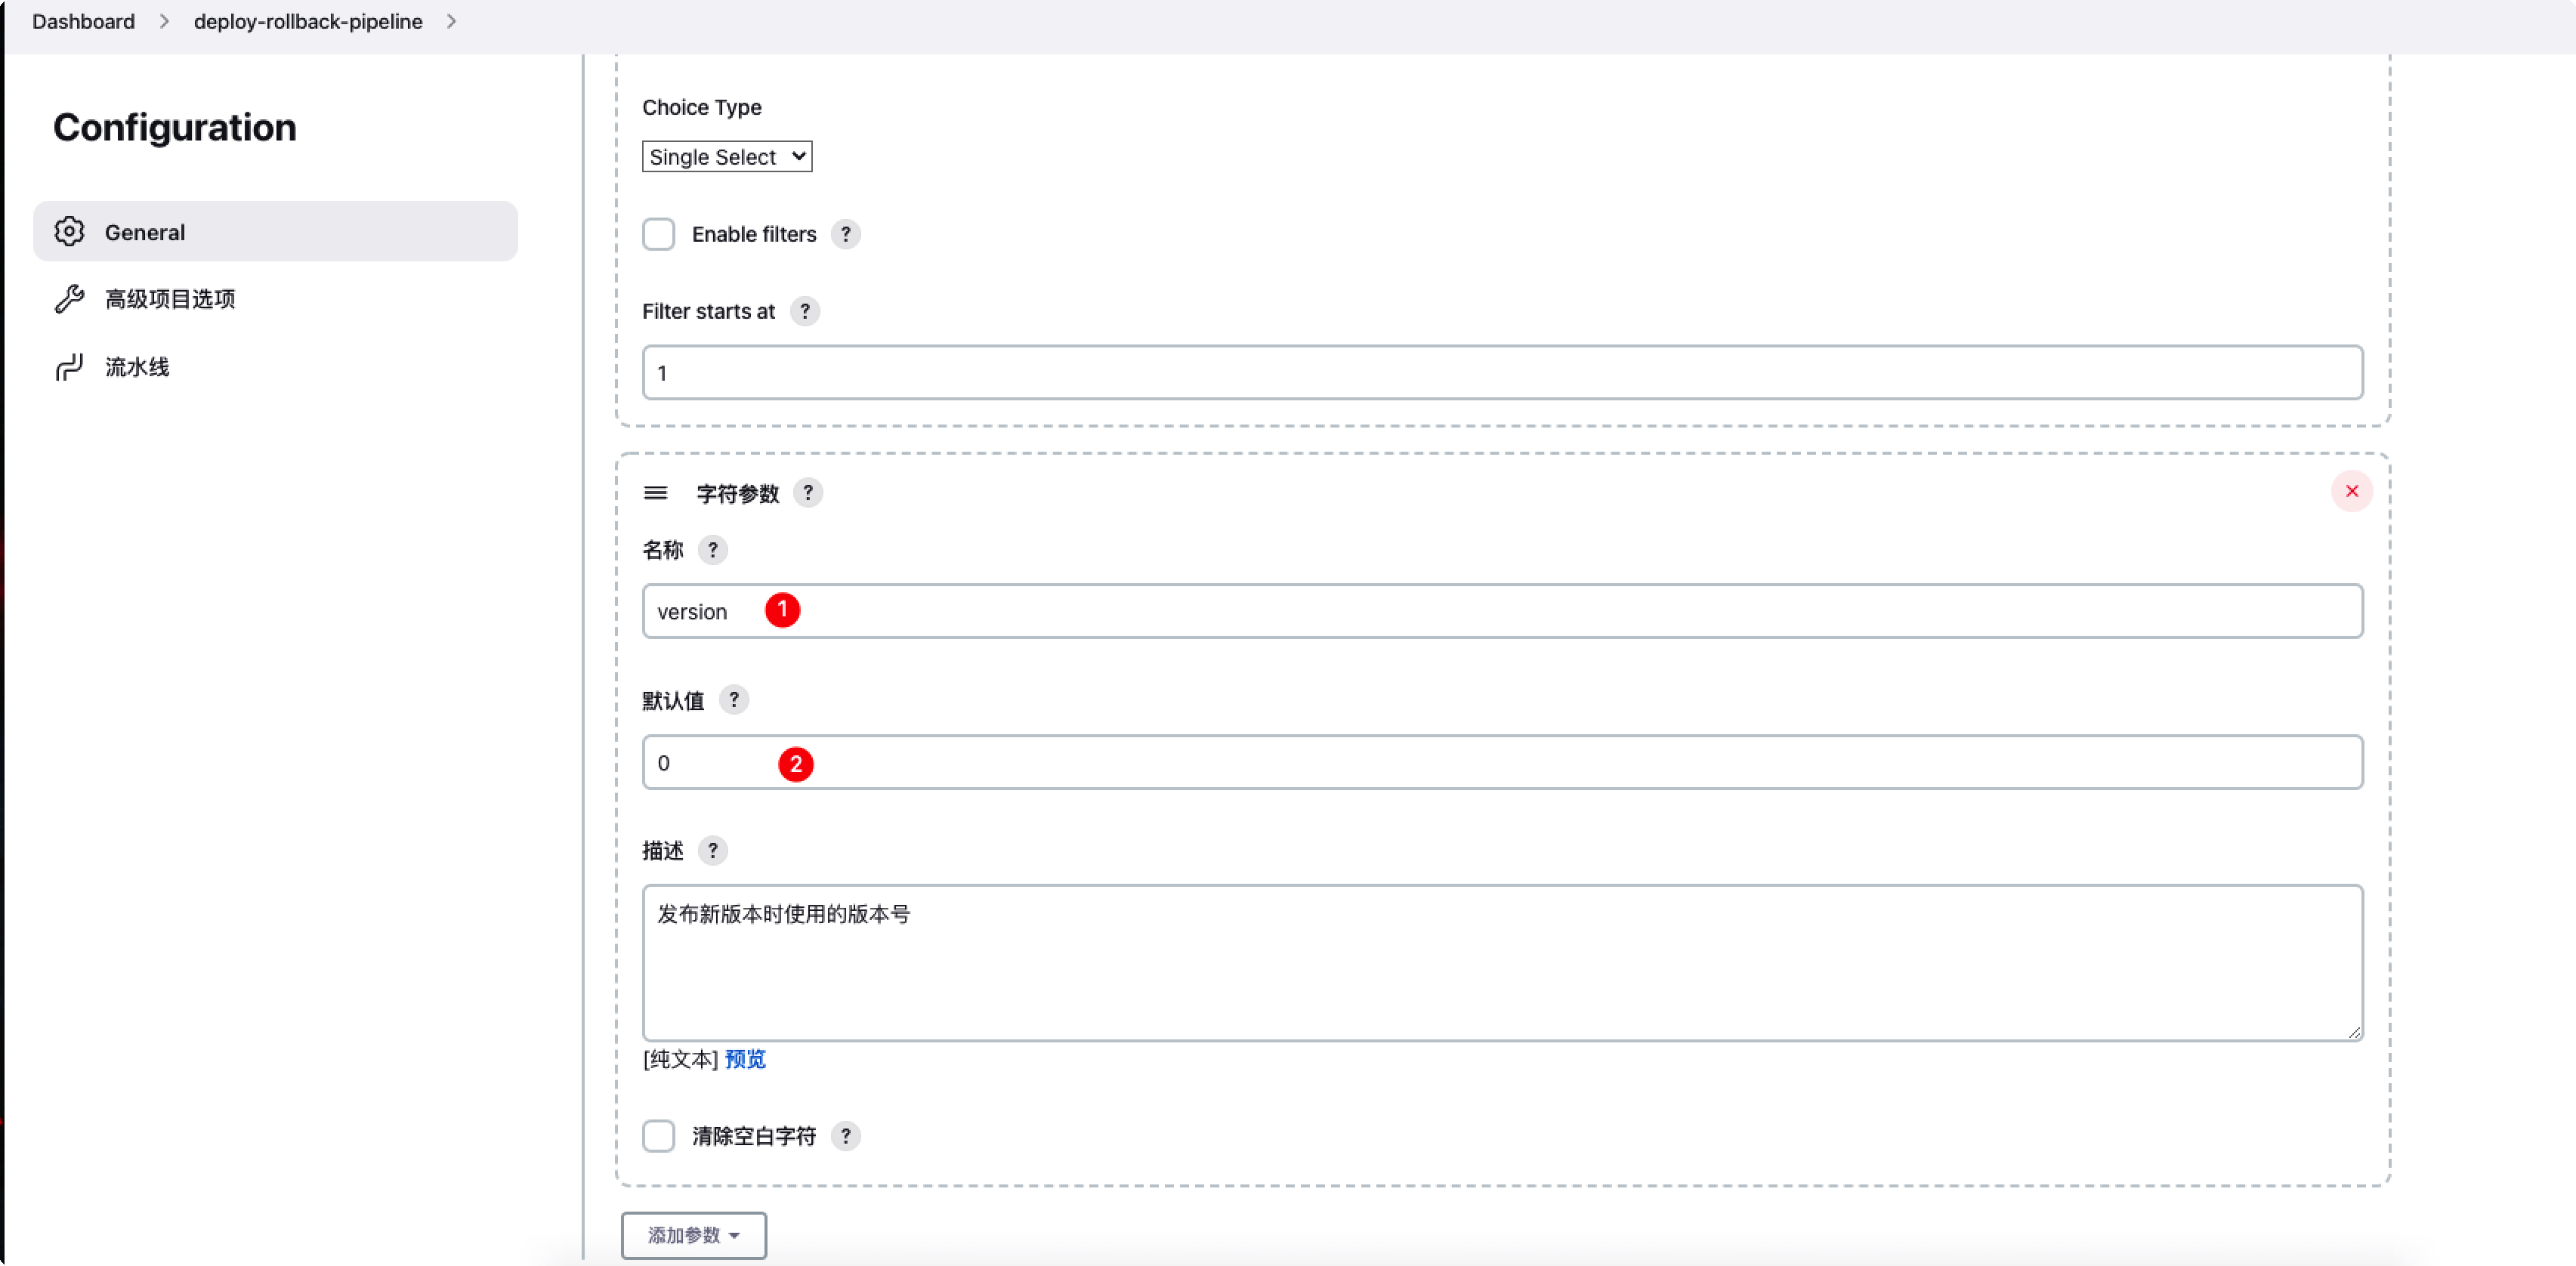 Dashboard > deploy-rollback-pipeline >
Configuration
General
高级项目选项
流水线
Choice Type
Single Select
Enable filters ?
Filter starts at ?
1
字符参数 ?
名称 ?
version 1
默认值 ?
0 2
描述 ?
发布新版本时使用的版本号
[纯文本] 预览
清除空白字符 ?
添加参数